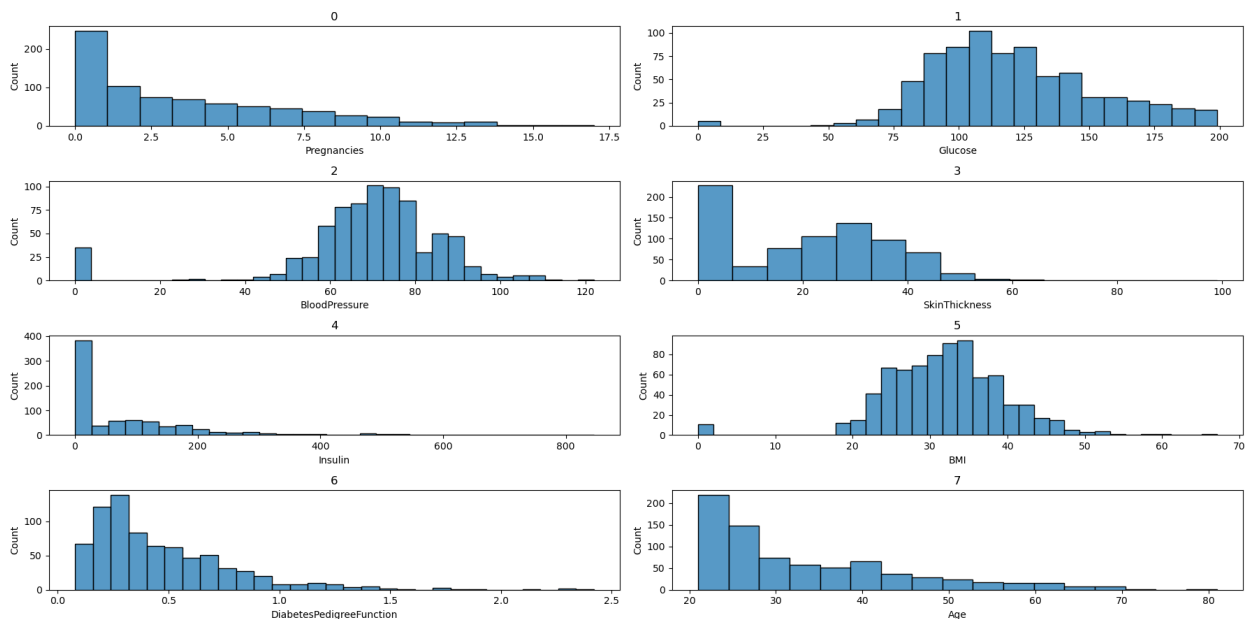 0
200
100
0
Count
0.0 2.5 5.0 7.5 10.0 12.5 15.0 17.5
Pregnancies
1
100
75
50
25
0
Count
0 25 50 75 100 125 150 175 200
Glucose
2
100
75
50
25
0
Count
0 20 40 60 80 100 120
BloodPressure
3
200
150
100
50
0
Count
0 20 40 60 80 100
SkinThickness
4
400
300
200
100
0
Count
0 200 400 600 800
Insulin
5
80
60
40
20
0
Count
0 10 20 30 40 50 60 70
BMI
6
100
50
0
Count
0.0 0.5 1.0 1.5 2.0 2.5
DiabetesPedigreeFunction
7
200
150
100
50
0
Count
20 30 40 50 60 70 80
Age